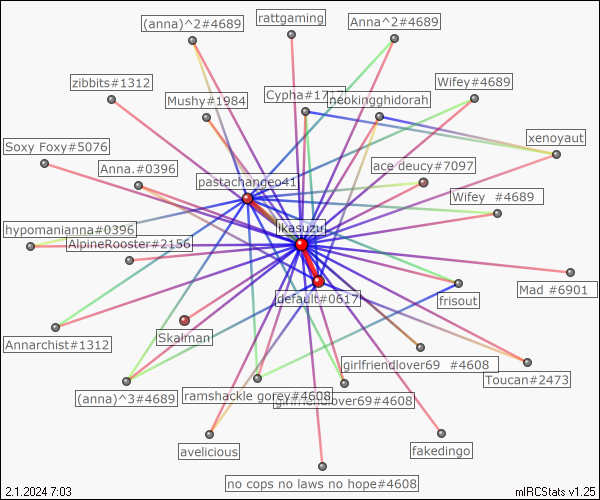 (anna)^2#4689
rattgaming
Anna^2#4689
zibbits#1312
Mushy#1984
Cypha#1717
neokingghidorah
Wifey#4689
xenoyaut
Soxy Foxy#5076
Anna.#0396
pastachangeo41
ace deucy#7097
Wifey #4689
hypomanianna#0396
AlpineRooster#2156
ikasuzu
default#0617
frisout
Mad #6901
Annarchist#1312
Skalman
girlfriendlover69 #4608
Toucan#2473
(anna)^3#4689
ramshackle gorey#4608
girlfriendlover69#4608
avelicious
fakedingo
no cops no laws no hope#4608
2.1.2024 7:03
mIRCStats v1.25